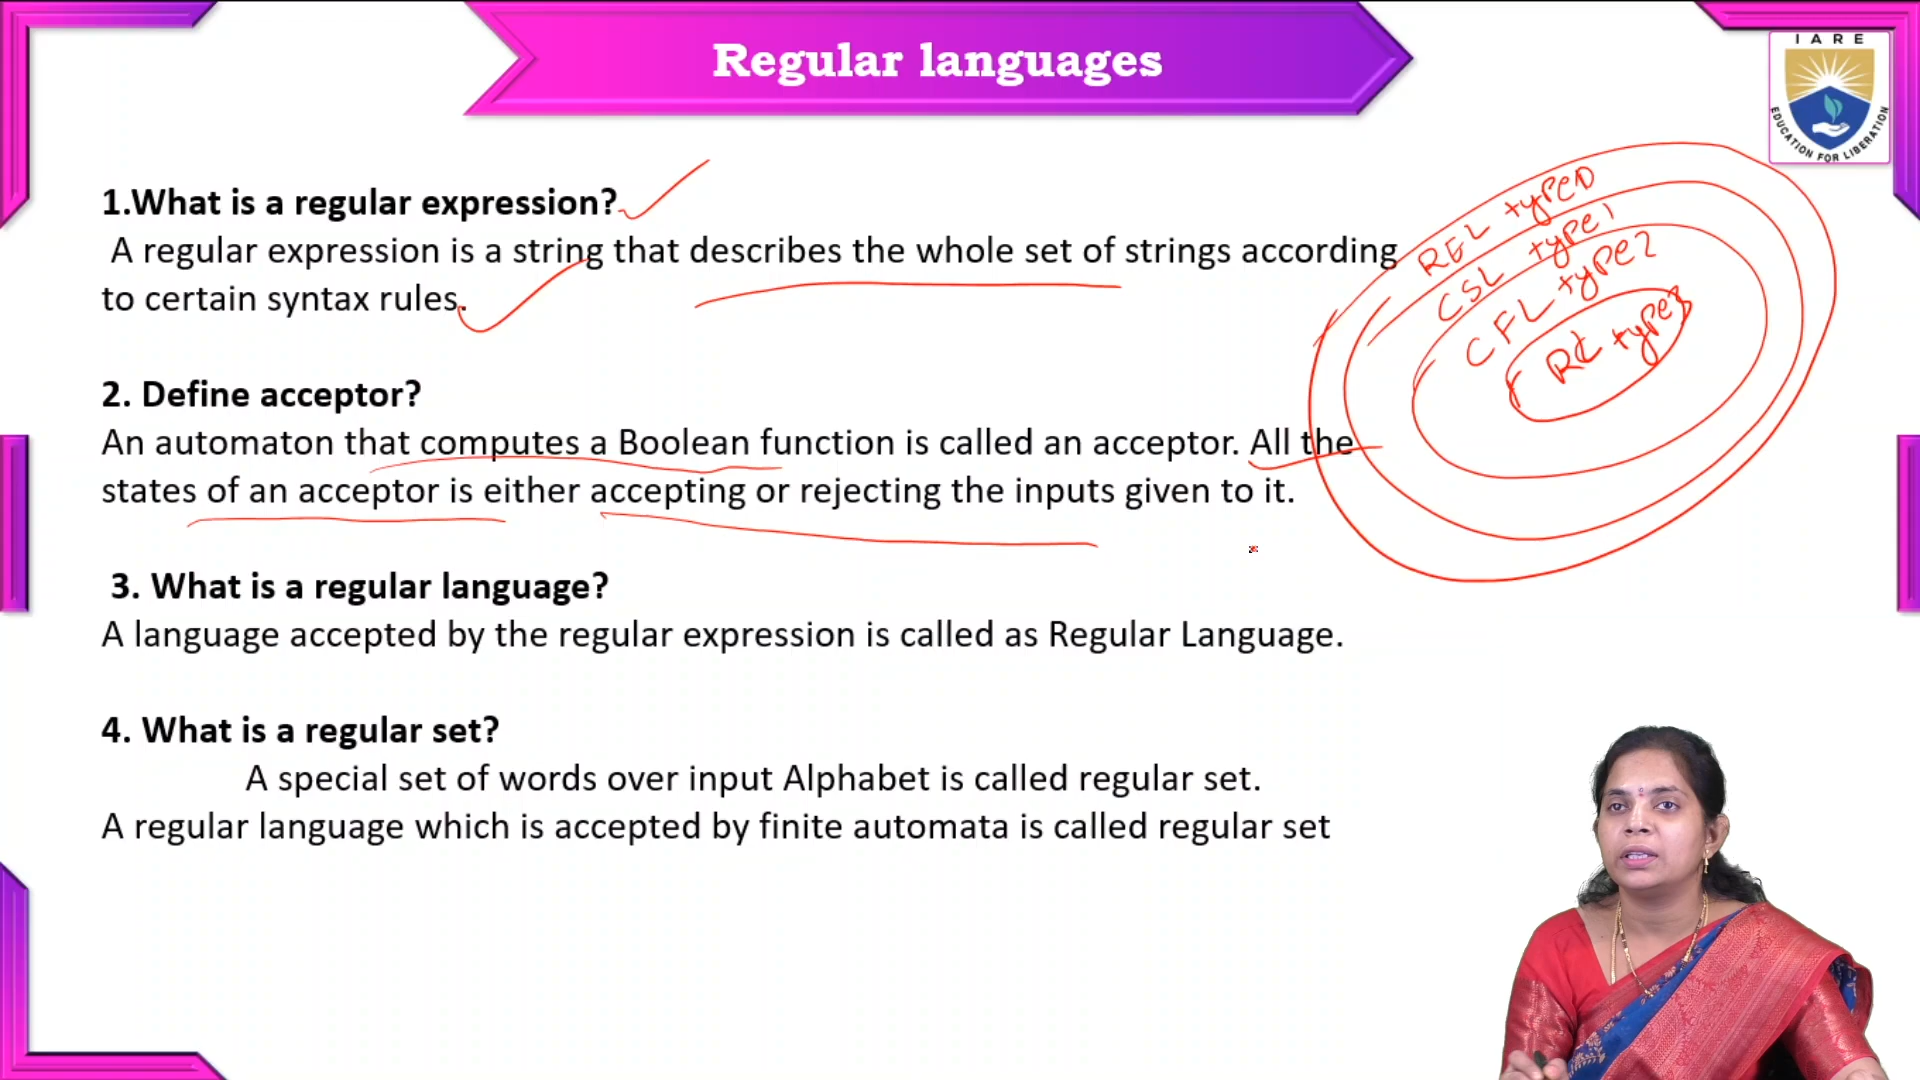 Regular languages
I A R E
EDUCATION FOR LIBERATION
1.What is a regular expression?
A regular expression is a string that describes the whole set of strings according
to certain syntax rules.
2. Define acceptor?
An automaton that computes a Boolean function is called an acceptor. All the
states of an acceptor is either accepting or rejecting the inputs given to it.
3. What is a regular language?
A language accepted by the regular expression is called as Regular Language.
4. What is a regular set?
A special set of words over input Alphabet is called regular set.
A regular language which is accepted by finite automata is called regular set
REL type0
CSL type1
CFL type2
RL type3